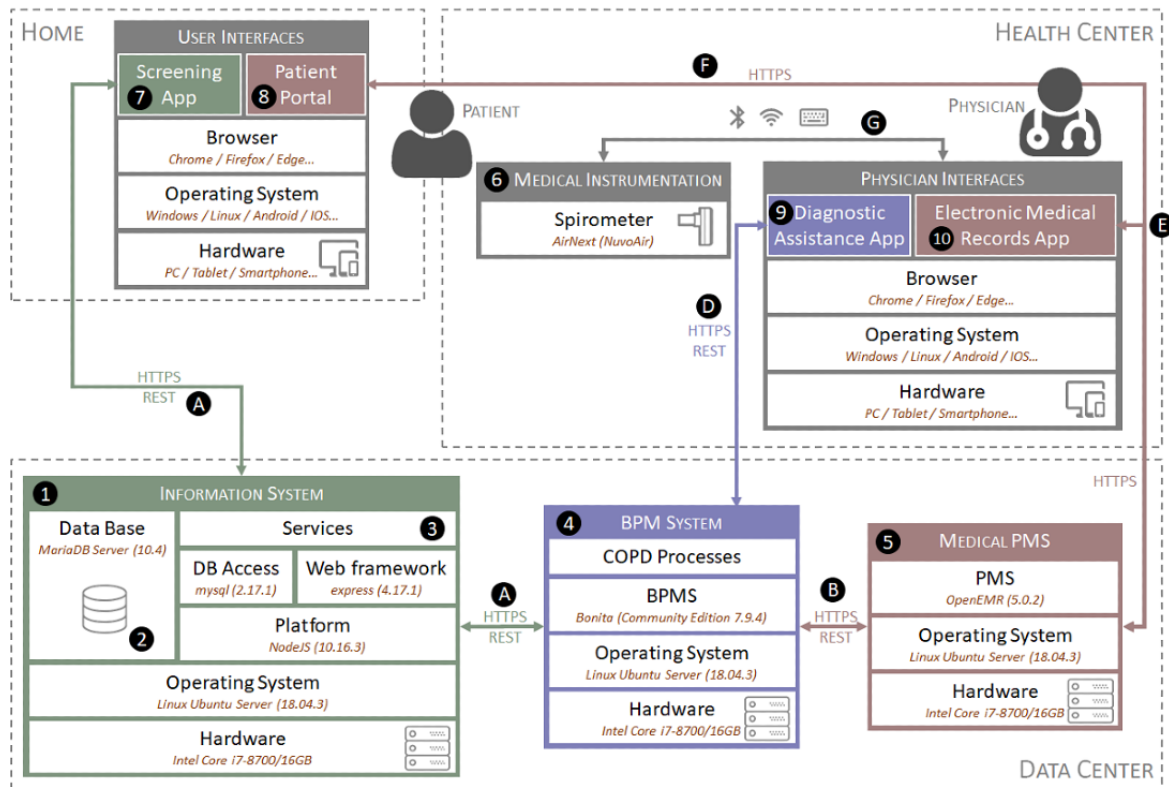 HOME
USER INTERFACES
7 Screening App
8 Patient Portal
Browser
Chrome / Firefox / Edge...
Operating System
Windows / Linux / Android / IOS...
Hardware
PC / Tablet / Smartphone...
PATIENT
HEALTH CENTER
F
HTTPS
PHYSICIAN
G
6 MEDICAL INSTRUMENTATION
Spirometer
AirNext (NuvoAir)
PHYSICIAN INTERFACES
9 Diagnostic
Assistance App
Electronic Medical
10 Records App
E
Browser
Chrome / Firefox / Edge...
Operating System
Windows / Linux / Android / IOS...
Hardware
PC / Tablet / Smartphone...
D
HTTPS
REST
HTTPS
REST
A
HTTPS
1 INFORMATION SYSTEM
Data Base
MariaDB Server (10.4)
2
Services 3
DB Access
mysql (2.17.1)
Web framework
express (4.17.1)
Platform
NodeJS (10.16.3)
Operating System
Linux Ubuntu Server (18.04.3)
Hardware
Intel Core i7-8700/16GB
A
HTTPS
REST
4 BPM SYSTEM
COPD Processes
BPMS
Bonita (Community Edition 7.9.4)
Operating System
Linux Ubuntu Server (18.04.3)
Hardware
Intel Core i7-8700/16GB
B
HTTPS
REST
5 MEDICAL PMS
PMS
OpenEMR (5.0.2)
Operating System
Linux Ubuntu Server (18.04.3)
Hardware
Intel Core i7-8700/16GB
DATA CENTER